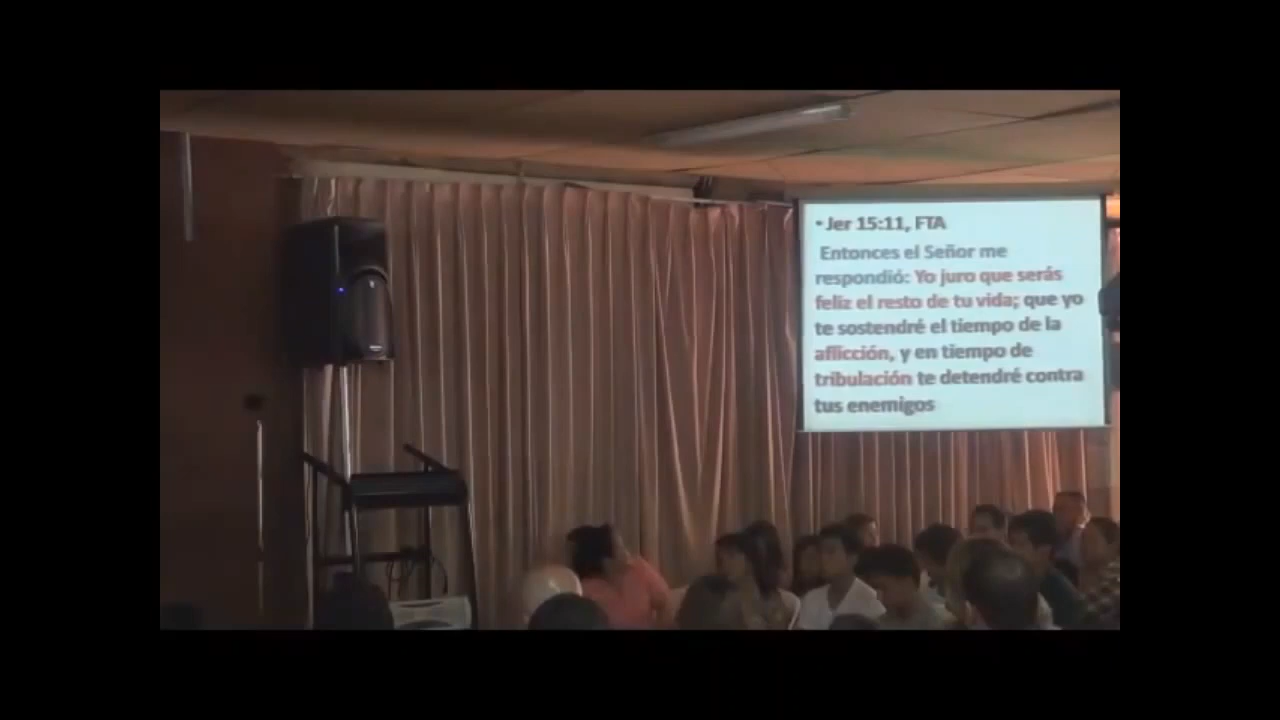 • Jer 15:11, FTA
Entonces el Señor me
respondió: Yo juro que serás
feliz el resto de tu vida; que yo
te sostendré el tiempo de la
aflicción, y en tiempo de
tribulación te detendré contra
tus enemigos